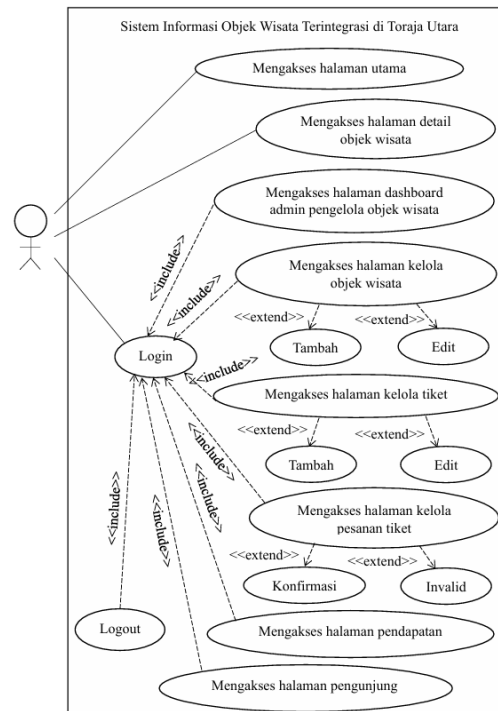 Sistem Informasi Objek Wisata Terintegrasi di Toraja Utara
Mengakses halaman utama
Mengakses halaman detail
objek wisata
Mengakses halaman dashboard
admin pengelola objek wisata
<<include>>
Mengakses halaman kelola
objek wisata
<<include>>
<<extend>>
<<extend>>
Tambah
Edit
Login
<<include>>
Mengakses halaman kelola tiket
<<extend>>
<<extend>>
Tambah
Edit
<<include>>
Mengakses halaman kelola
pesanan tiket
<<extend>>
<<extend>>
Konfirmasi
Invalid
<<include>>
<<include>>
<<include>>
Logout
Mengakses halaman pendapatan
Mengakses halaman pengunjung